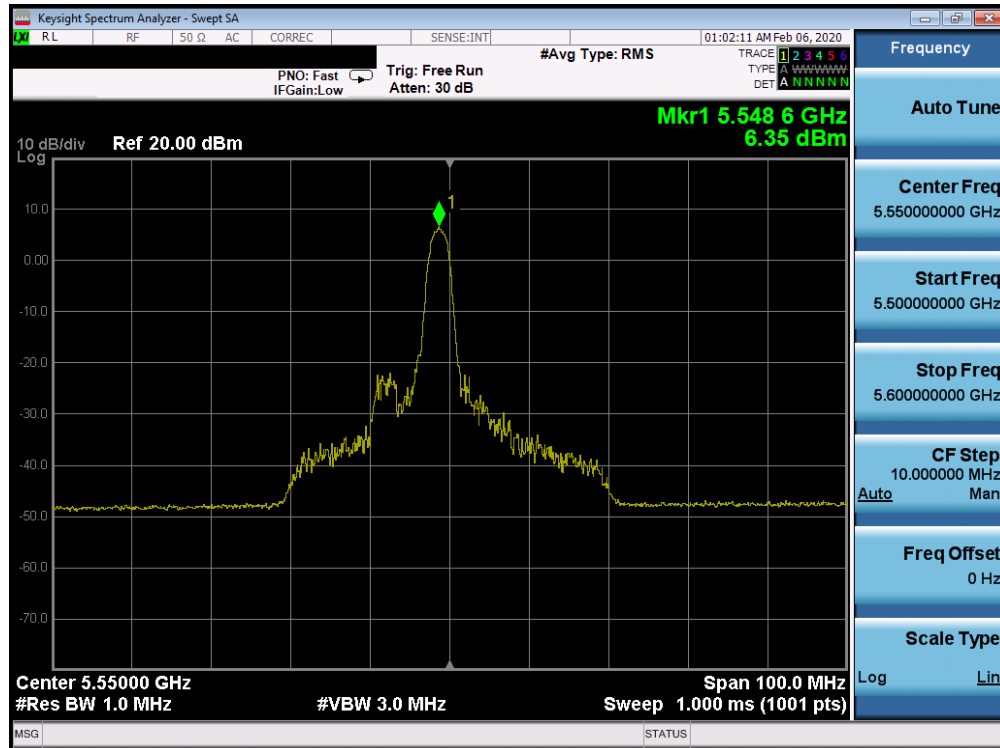 Keysight Spectrum Analyzer - Swept SA
LXI RL RF 50 Ω AC CORREC SENSE:INT 01:02:11 AM Feb 06, 2020
#Avg Type: RMS
TRACE 1 2 3 4 5 6
TYPE A WWWWW
DET A N N N N N
PNO: Fast
IFGain:Low
Trig: Free Run
Atten: 30 dB
Mkr1 5.548 6 GHz
6.35 dBm
10 dB/div
Log
Ref 20.00 dBm
1
10.0
0.00
-10.0
-20.0
-30.0
-40.0
-50.0
-60.0
-70.0
Center 5.55000 GHz
Span 100.0 MHz
#Res BW 1.0 MHz
#VBW 3.0 MHz
Sweep 1.000 ms (1001 pts)
MSG
STATUS
Frequency
Auto Tune
Center Freq
5.550000000 GHz
Start Freq
5.500000000 GHz
Stop Freq
5.600000000 GHz
CF Step
10.000000 MHz
Auto Man
Freq Offset
0 Hz
Scale Type
Log Lin